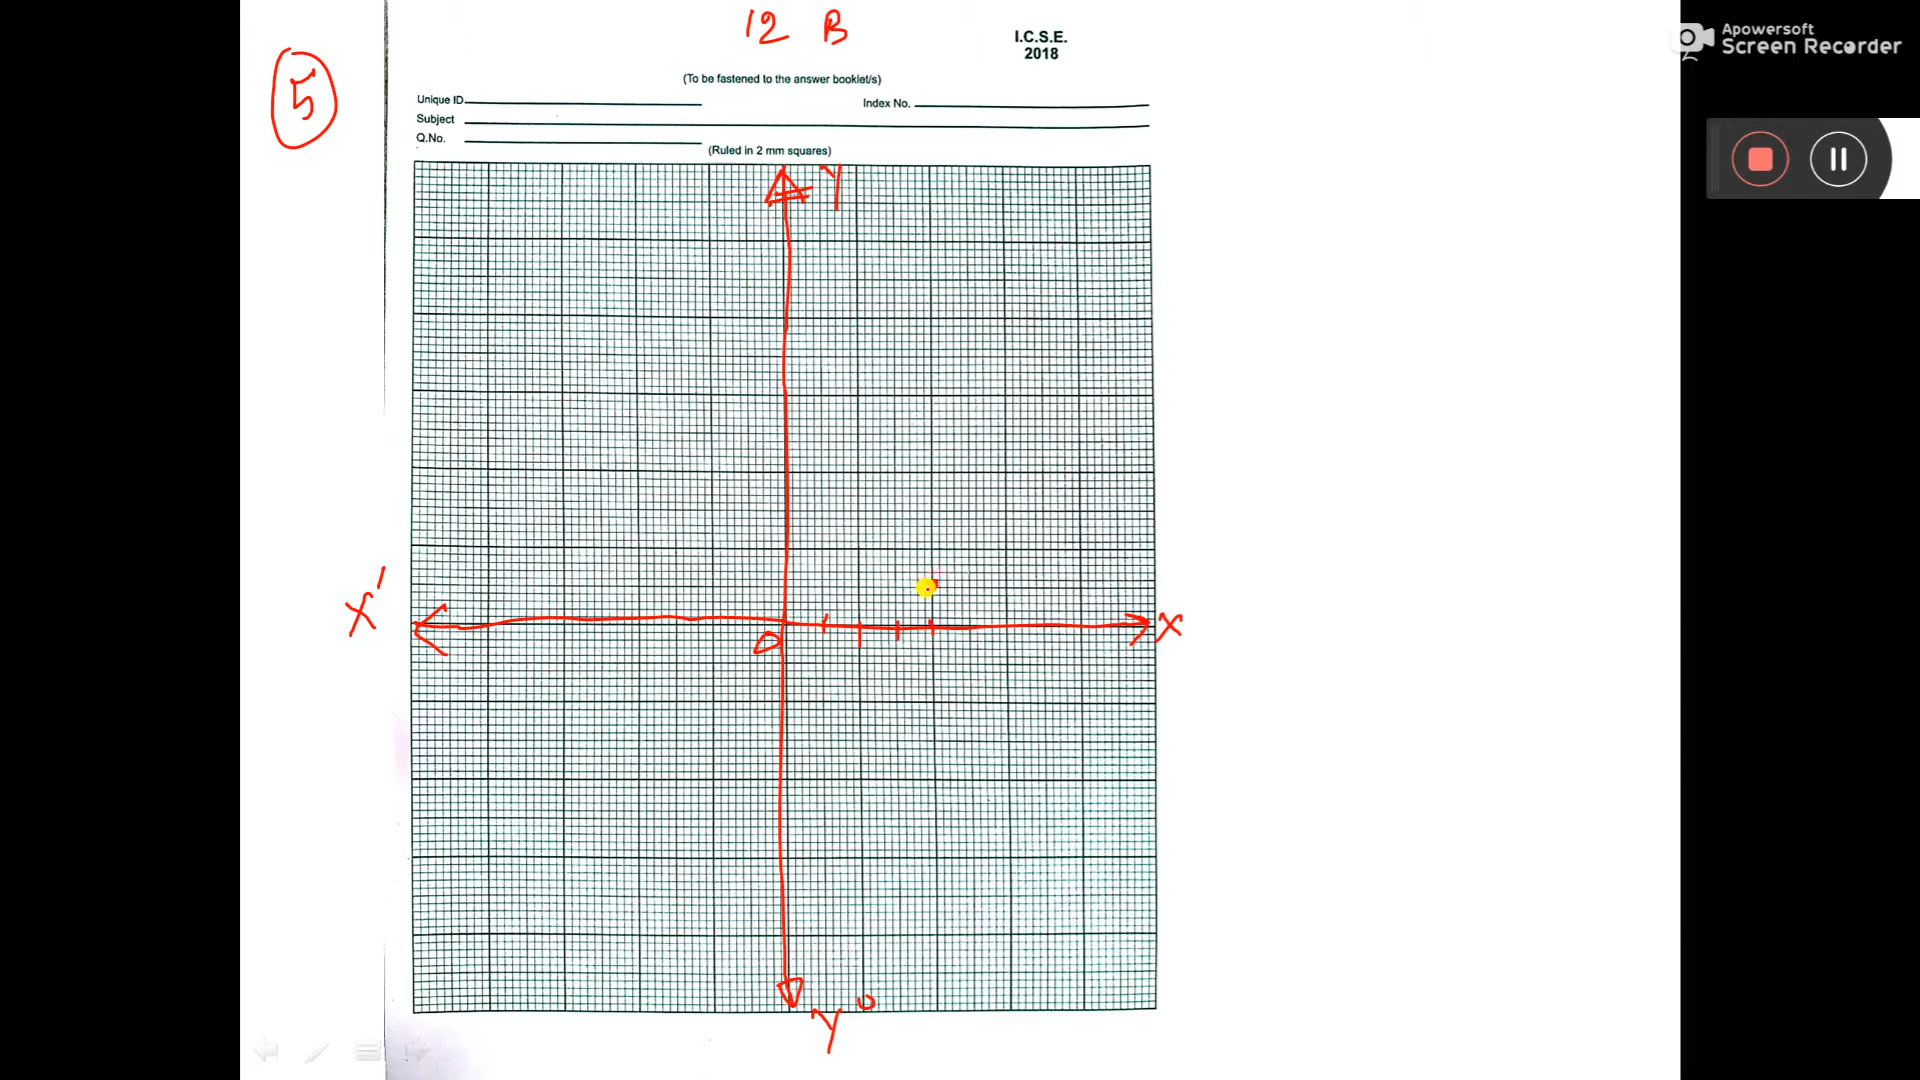 12 B
I.C.S.E.
2018
Apowersoft
Screen Recorder
5
(To be fastened to the answer booklet/s)
Unique ID
Index No.
Subject
Q.No.
(Ruled in 2 mm squares)
Y
X'
O
X
Y'